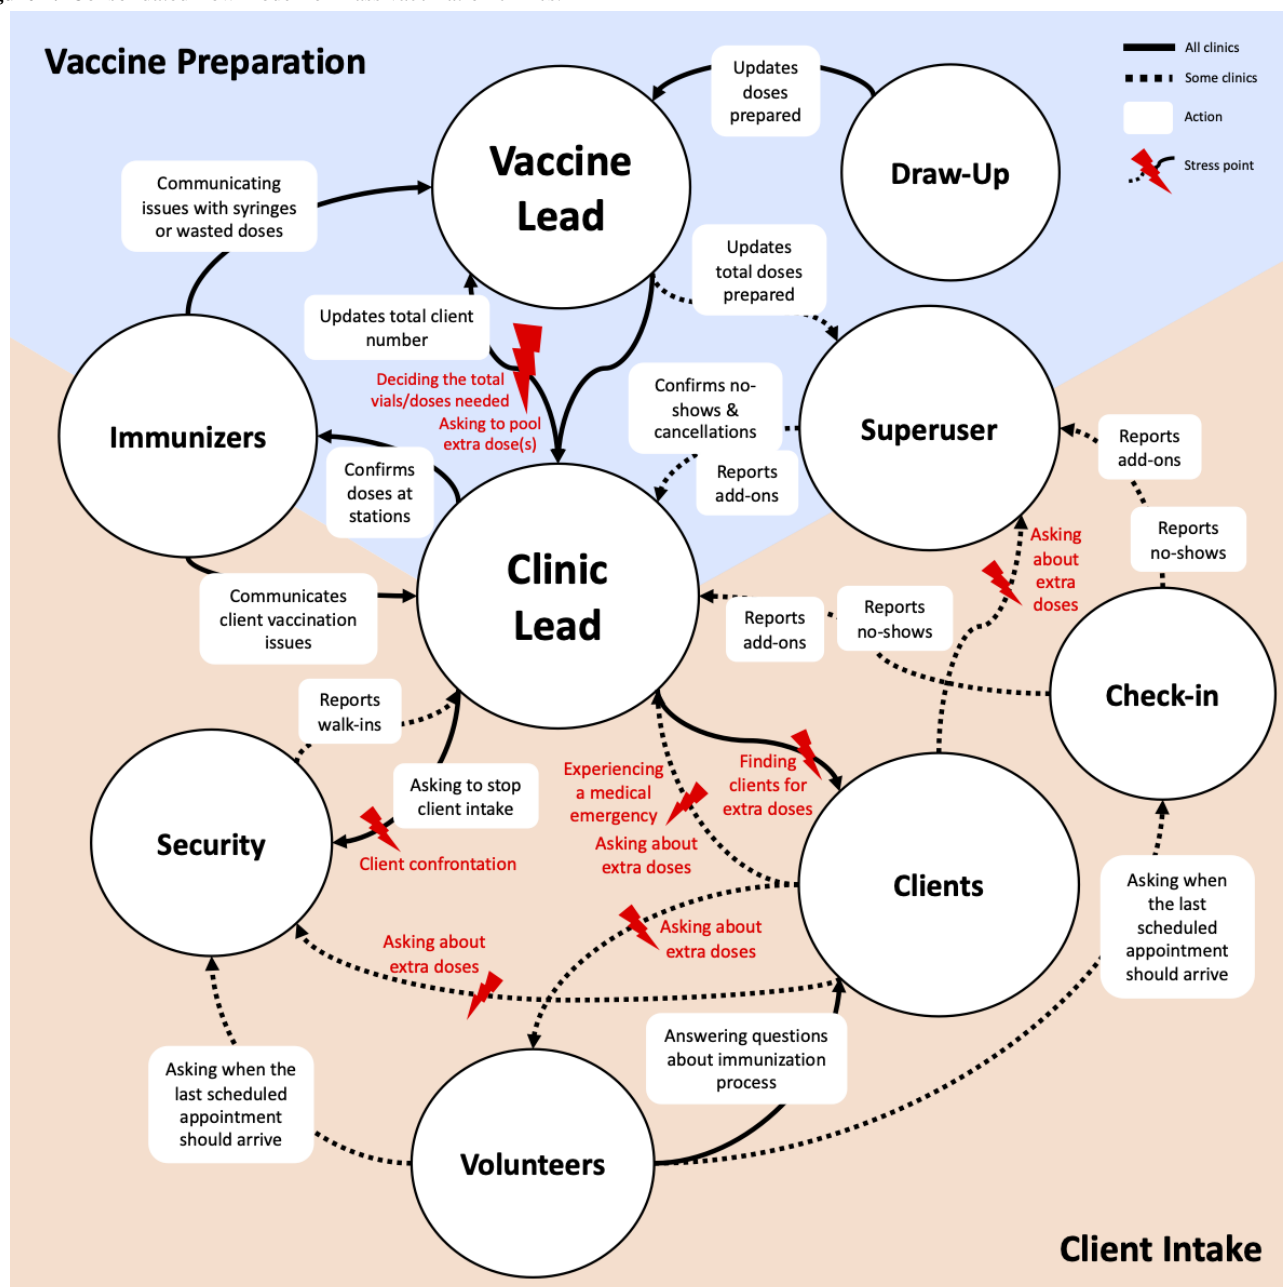 Vaccine Preparation
All clinics
Some clinics
Action
Stress point
Updates
doses
prepared
Vaccine
Lead
Draw-Up
Communicating
issues with syringes
or wasted doses
Updates
total doses
prepared
Updates total client
number
Deciding the total
vials/doses needed
Asking to pool
extra dose(s)
Confirms no-
shows &
cancellations
Reports
add-ons
Superuser
Reports
add-ons
Immunizers
Confirms
doses at
stations
Reports
no-shows
Asking
about
extra
doses
Clinic
Lead
Communicates
client vaccination
issues
Reports
add-ons
Reports
no-shows
Check-in
Reports
walk-ins
Asking to stop
client intake
Experiencing
a medical
emergency
Asking about
extra doses
Finding
clients for
extra doses
Security
Client confrontation
Clients
Asking when
the last
scheduled
appointment
should arrive
Asking about
extra doses
Asking about
extra doses
Answering questions
about immunization
process
Asking when the
last scheduled
appointment
should arrive
Volunteers
Client Intake